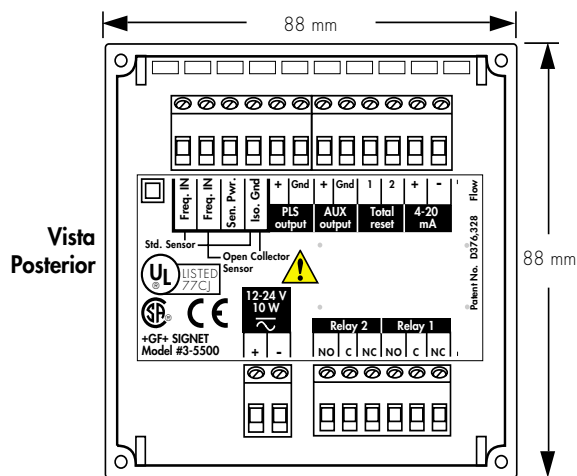 88 mm
Vista
Posterior
88 mm
Freq. IN
Freq. IN
Sen. Pwr.
Iso. Gnd
+ Gnd + Gnd 1 2 + -
PLS output
AUX output
Total reset
4-20 mA
Std. Sensor
Open Collector
Sensor
Patent No. D376,328 Flow
UL ®
LISTED
77CJ
SA ®
CE
12-24 V
10 W
+GF+ SIGNET
Model #3-5500
+ -
Relay 2 Relay 1
NO C NC NO C NC